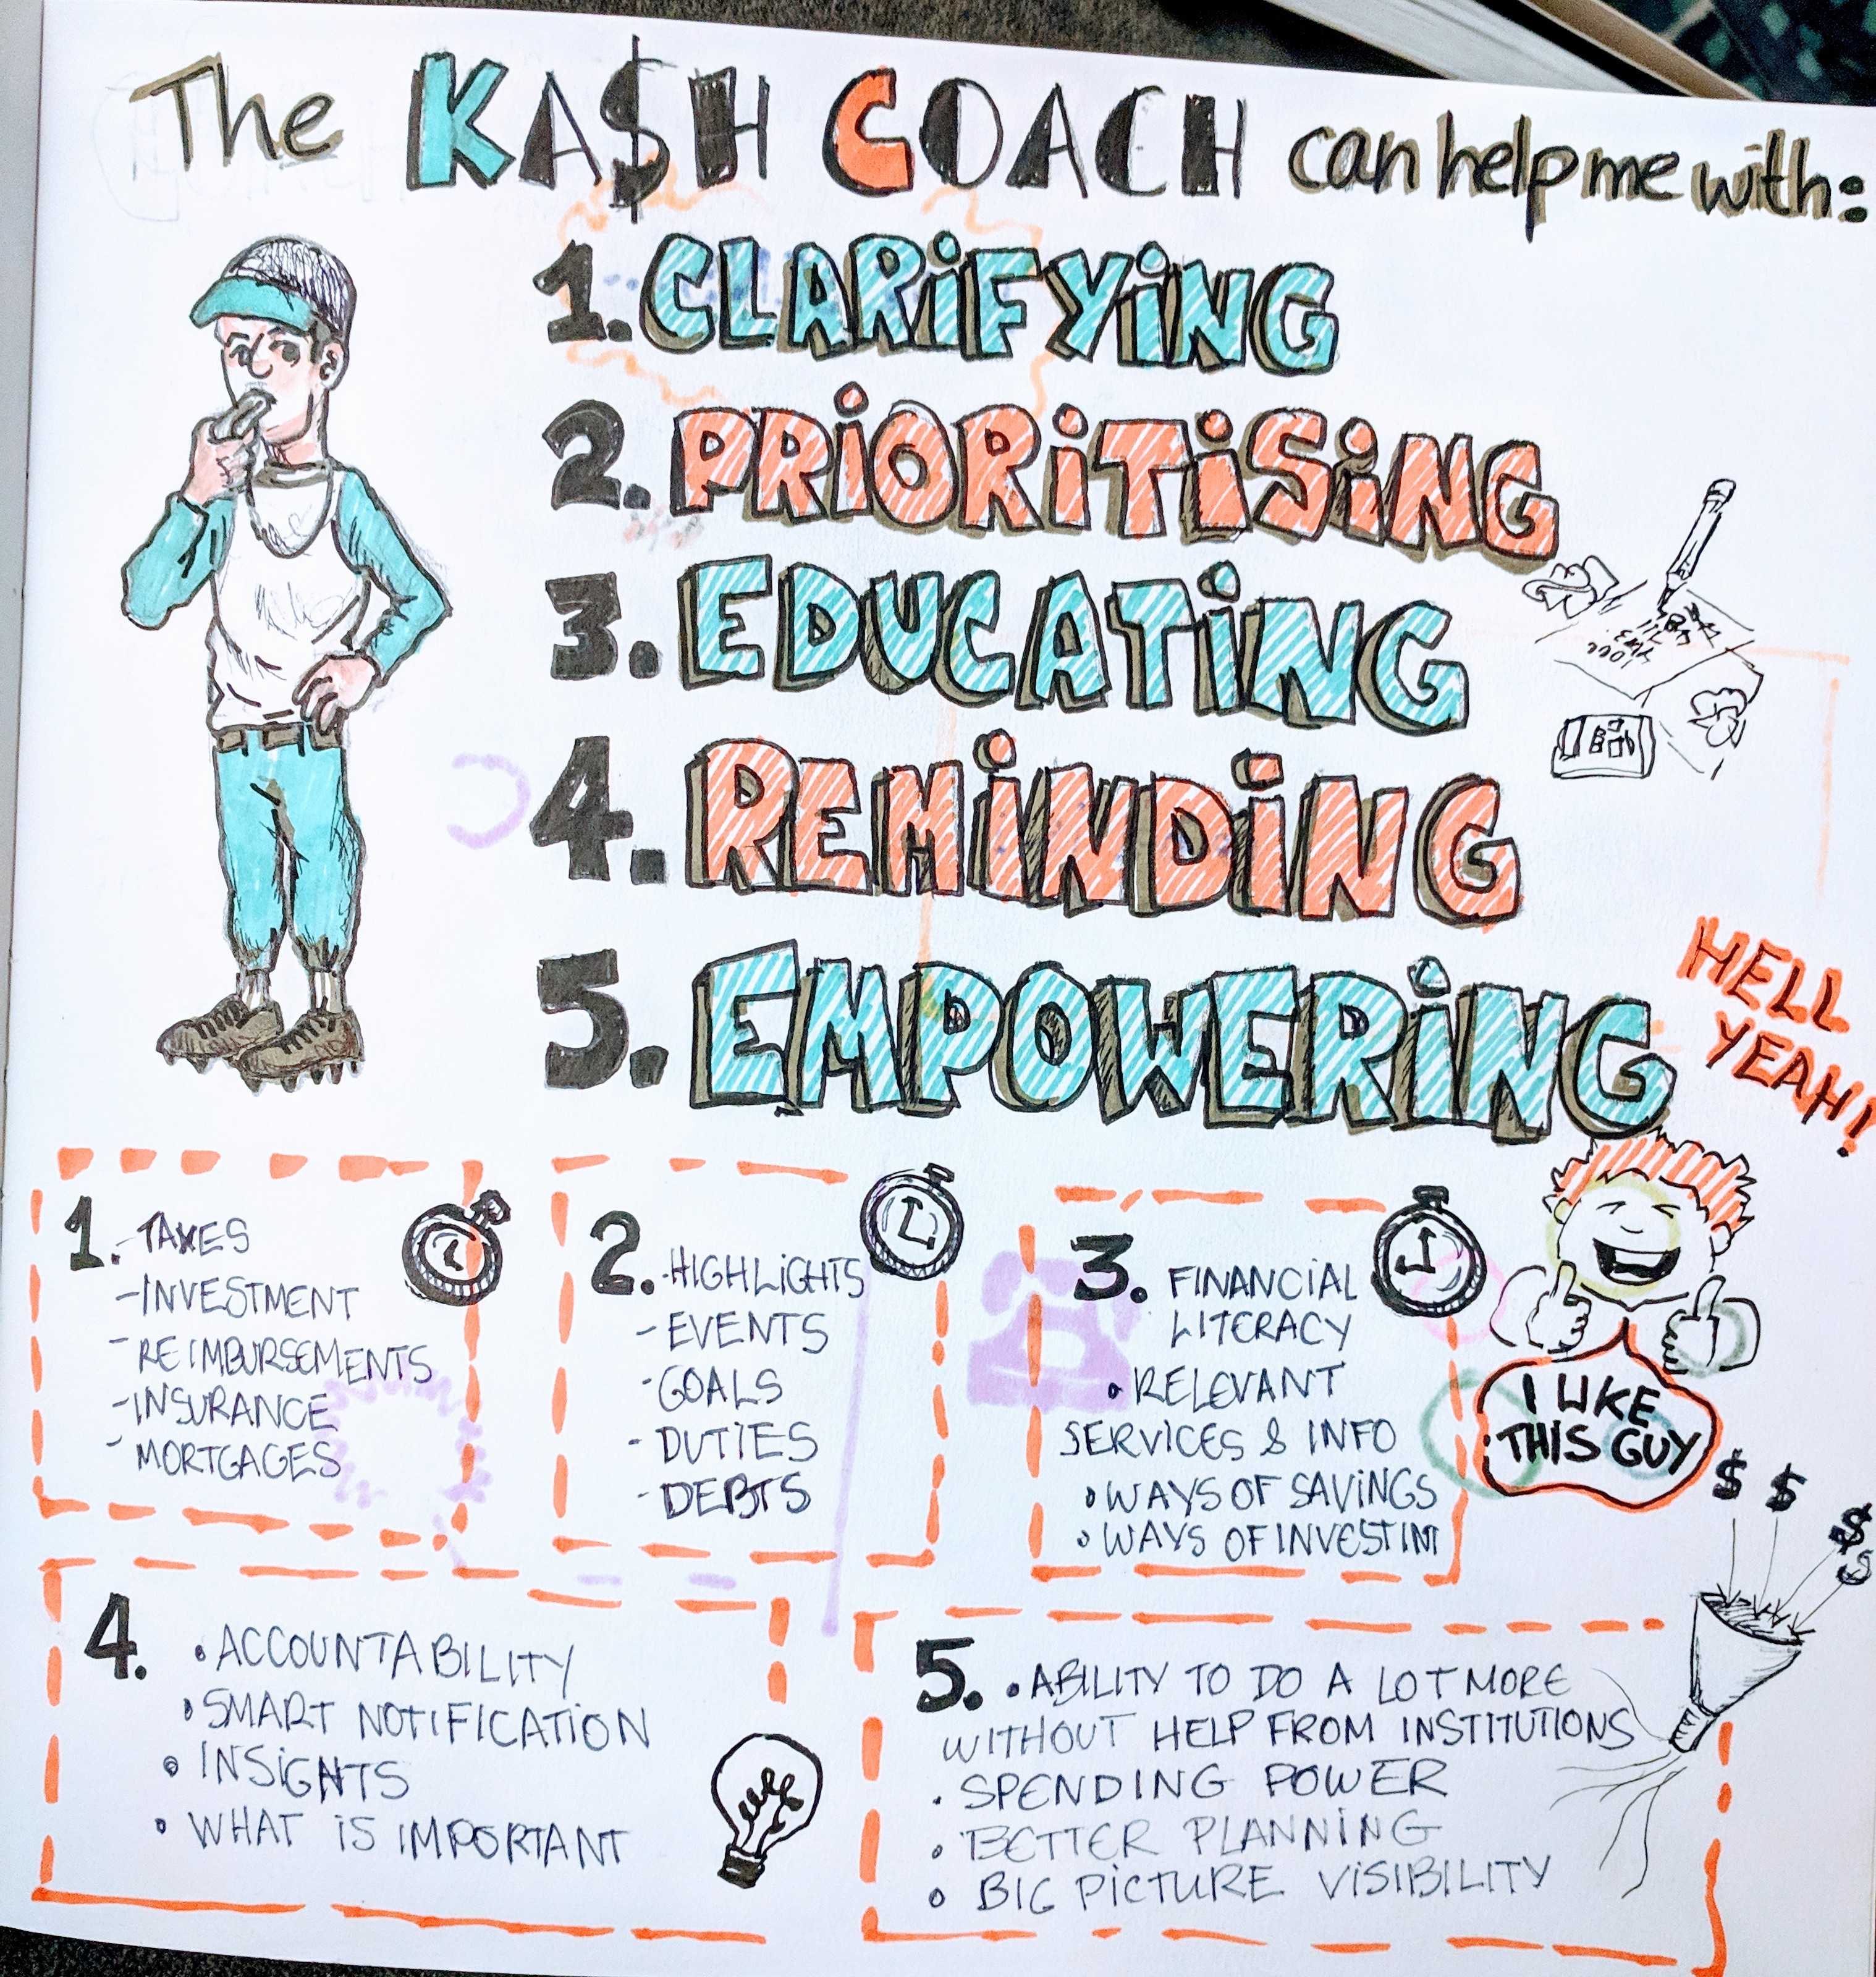 The KA$H COACH can help me with:
1. CLARiFYiNG
2. PRiORiTiSiNG
3. EDUCATiNG
4. REMiNDiNG
5. EMPOWERiNG
HELL
YEAH!
1. - TAXES
- INVESTMENT
- REIMBURSEMENTS
- INSURANCE
- MORTGAGES
2. - HIGHLiGHTS
- EVENTS
- GOALS
- DUTIES
- DEBTS
3. FINANCiAL
LITERACY
• RELEVANT
SERVICES & INFO
• WAYS OF SAVINGS
• WAYS OF INVESTIN
I LIKE
THIS GUY
$ $ $ $
4. • ACCOUNTABILITY
• SMART NOTIFICATION
• INSiGHTS
• WHAT iS IMPORTANT
5. • ABILITY TO DO A LOT MORE
WITHOUT HELP FROM INSTITUTIONS
• SPENDING POWER
• BETTER PLANNiNG
• BIG PiCTURE ViSIBILITY